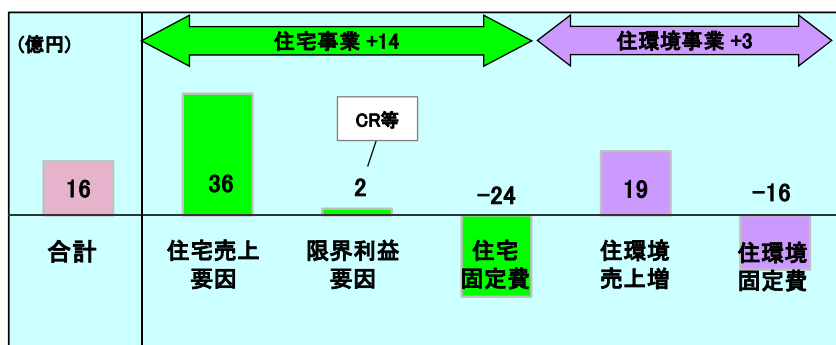 (億円)
住宅事業 +14
住環境事業 +3
CR等
16
36
2
−24
19
−16
合計
住宅売上
要因
限界利益
要因
住宅
固定費
住環境
売上増
住環境
固定費